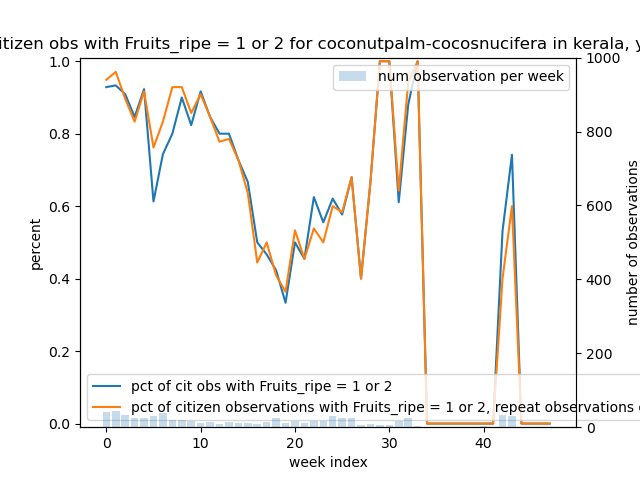 citizen obs with Fruits_ripe = 1 or 2 for coconutpalm-cocosnucifera in kerala,
num observation per week
1.0
0.8
0.6
0.4
0.2
0.0
percent
1000
800
600
400
200
0
number of observations
pct of cit obs with Fruits_ripe = 1 or 2
pct of citizen observations with Fruits_ripe = 1 or 2, repeat observations
0 10 20 30 40
week index